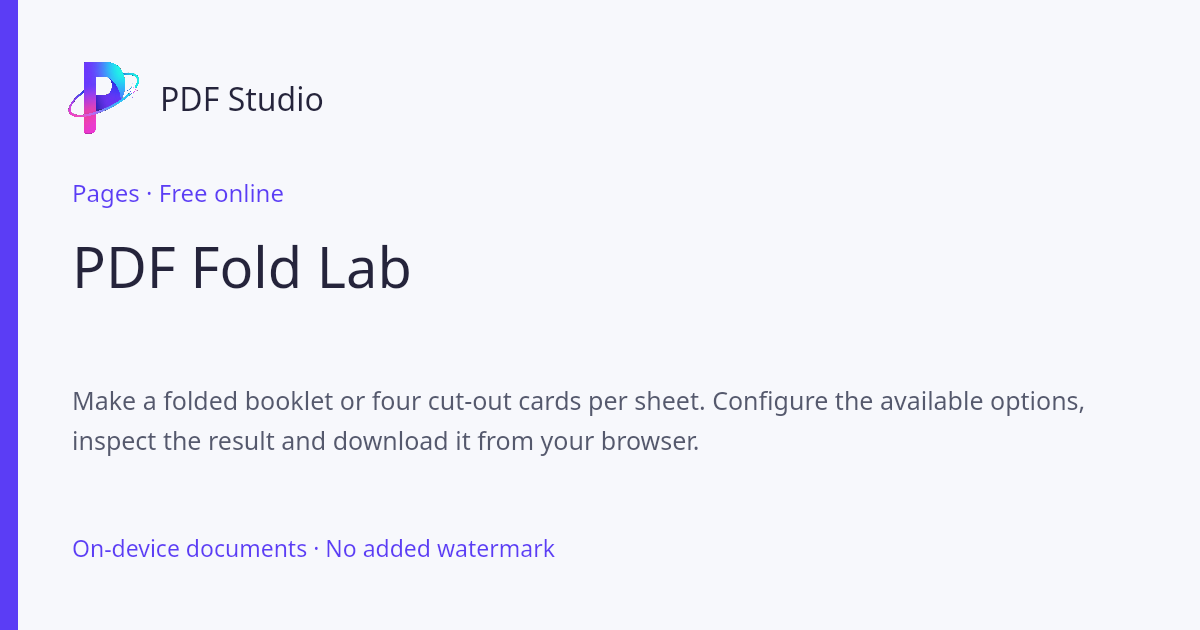 PDF Studio
Pages · Free online
PDF Fold Lab
Make a folded booklet or four cut-out cards per sheet. Configure the available options,
inspect the result and download it from your browser.
On-device documents · No added watermark